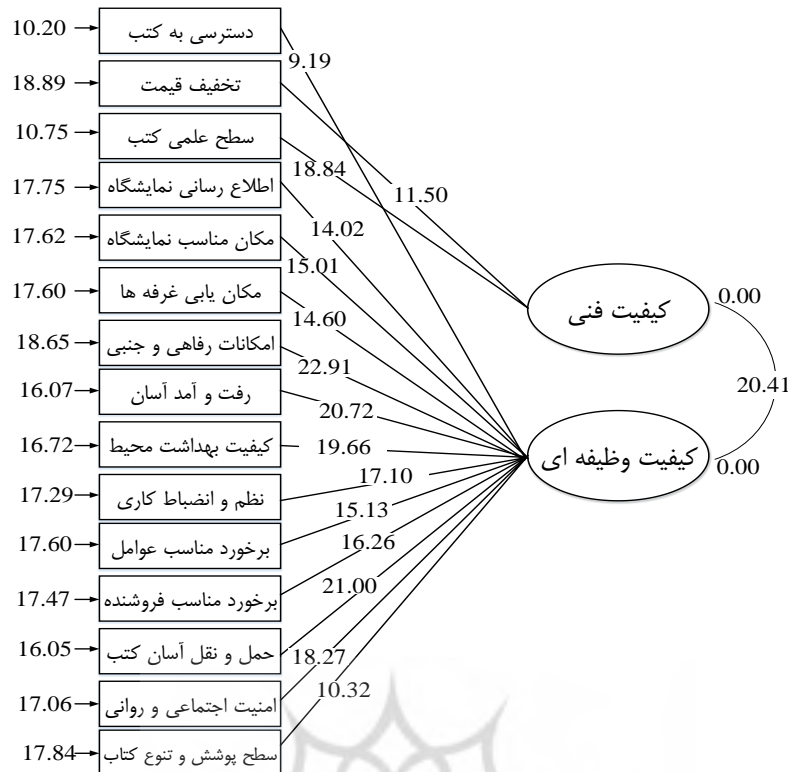 10.20 دسترسی به کتب 9.19
18.89 تخفیف قیمت
10.75 سطح علمی کتب 18.84
11.50
17.75 اطلاع رسانی نمایشگاه 14.02
17.62 مکان مناسب نمایشگاه 15.01
17.60 مکان یابی غرفه ها 14.60
کیفیت فنی 0.00
18.65 امکانات رفاهی و جنبی 22.91
16.07 رفت و آمد آسان 20.72
20.41
16.72 کیفیت بهداشت محیط 19.66
کیفیت وظیفه ای 0.00
17.29 نظم و انضباط کاری 17.10
17.60 برخورد مناسب عوامل 15.13
17.47 برخورد مناسب فروشنده 16.26
16.05 حمل و نقل آسان کتب 21.00
17.06 امنیت اجتماعی و روانی 18.27
17.84 سطح پوشش و تنوع کتاب 10.32